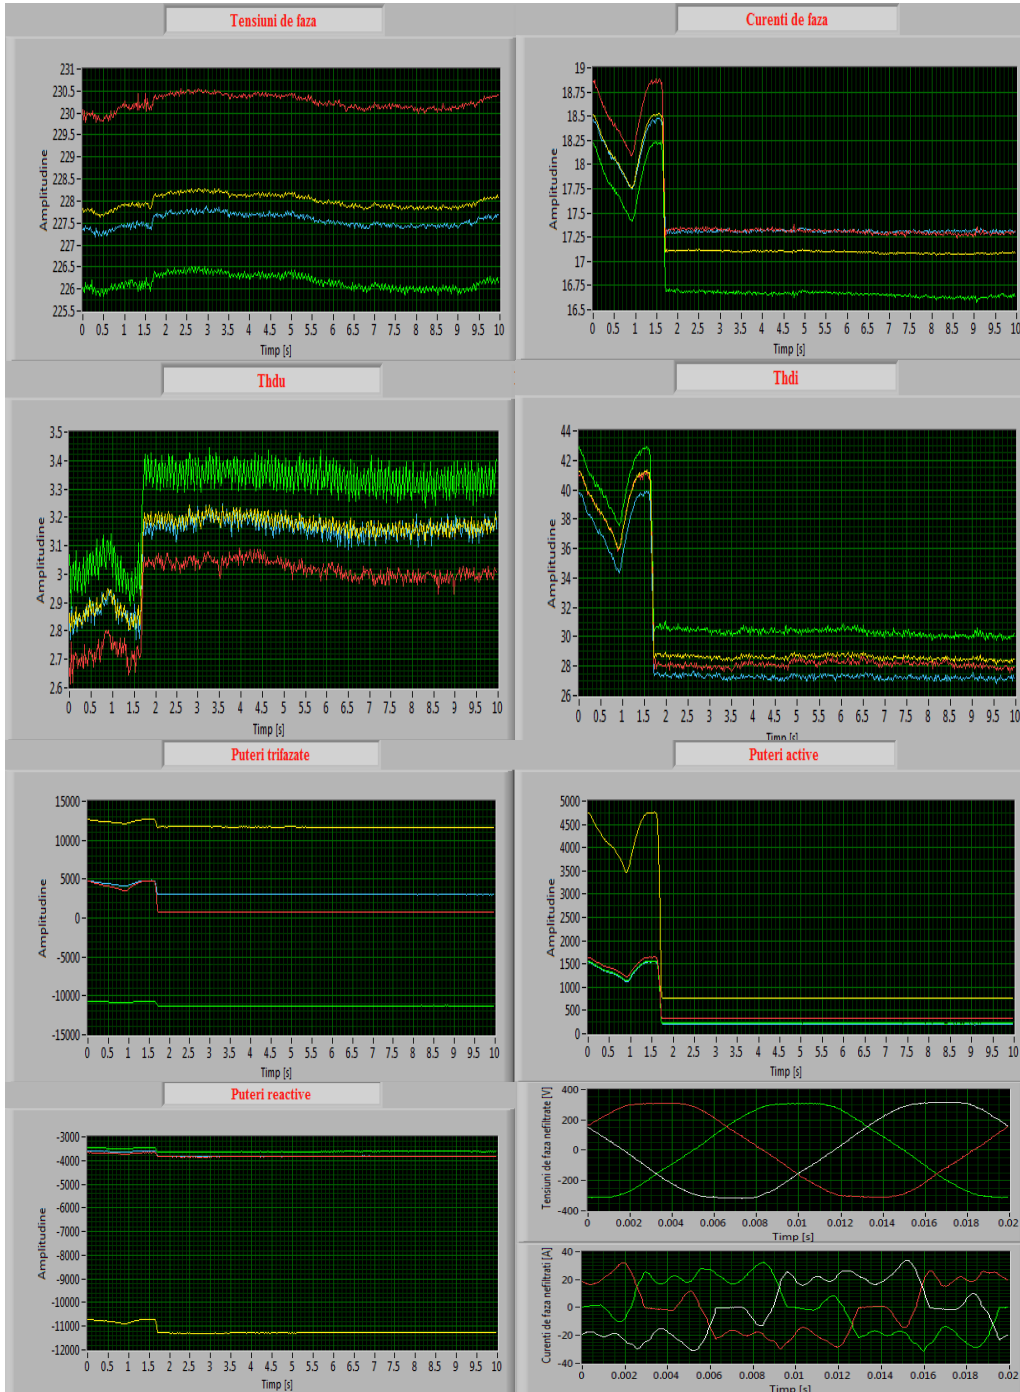 Tensiuni de faza
Amplitudine
231
230.5
230
229.5
229
228.5
228
227.5
227
226.5
226
225.5
0 0.5 1 1.5 2 2.5 3 3.5 4 4.5 5 5.5 6 6.5 7 7.5 8 8.5 9 9.5 10
Timp [s]
Curenti de faza
Amplitudine
19
18.75
18.5
18.25
18
17.75
17.5
17.25
17
16.75
16.5
0 0.5 1 1.5 2 2.5 3 3.5 4 4.5 5 5.5 6 6.5 7 7.5 8 8.5 9 9.5 10
Timp [s]
Thdu
Amplitudine
3.5
3.4
3.3
3.2
3.1
3
2.9
2.8
2.7
2.6
0 0.5 1 1.5 2 2.5 3 3.5 4 4.5 5 5.5 6 6.5 7 7.5 8 8.5 9 9.5 10
Timp [s]
Thdi
Amplitudine
44
42
40
38
36
34
32
30
28
26
0 0.5 1 1.5 2 2.5 3 3.5 4 4.5 5 5.5 6 6.5 7 7.5 8 8.5 9 9.5 10
Timp [s]
Puteri trifazate
Amplitudine
15000
10000
5000
0
-5000
-10000
-15000
0 0.5 1 1.5 2 2.5 3 3.5 4 4.5 5 5.5 6 6.5 7 7.5 8 8.5 9 9.5 10
Timp [s]
Puteri active
Amplitudine
5000
4500
4000
3500
3000
2500
2000
1500
1000
500
0
0 0.5 1 1.5 2 2.5 3 3.5 4 4.5 5 5.5 6 6.5 7 7.5 8 8.5 9 9.5 10
Timp [s]
Puteri reactive
Amplitudine
-3000
-4000
-5000
-6000
-7000
-8000
-9000
-10000
-11000
-12000
0 0.5 1 1.5 2 2.5 3 3.5 4 4.5 5 5.5 6 6.5 7 7.5 8 8.5 9 9.5 10
Timp [s]
Tensiuni de faza nefiltrate [V]
400
200
0
-200
-400
0 0.002 0.004 0.006 0.008 0.01 0.012 0.014 0.016 0.018 0.02
Timp [s]
Curenti de faza nefiltrati [A]
40
20
0
-20
-40
0 0.002 0.004 0.006 0.008 0.01 0.012 0.014 0.016 0.018 0.02
Timp [s]